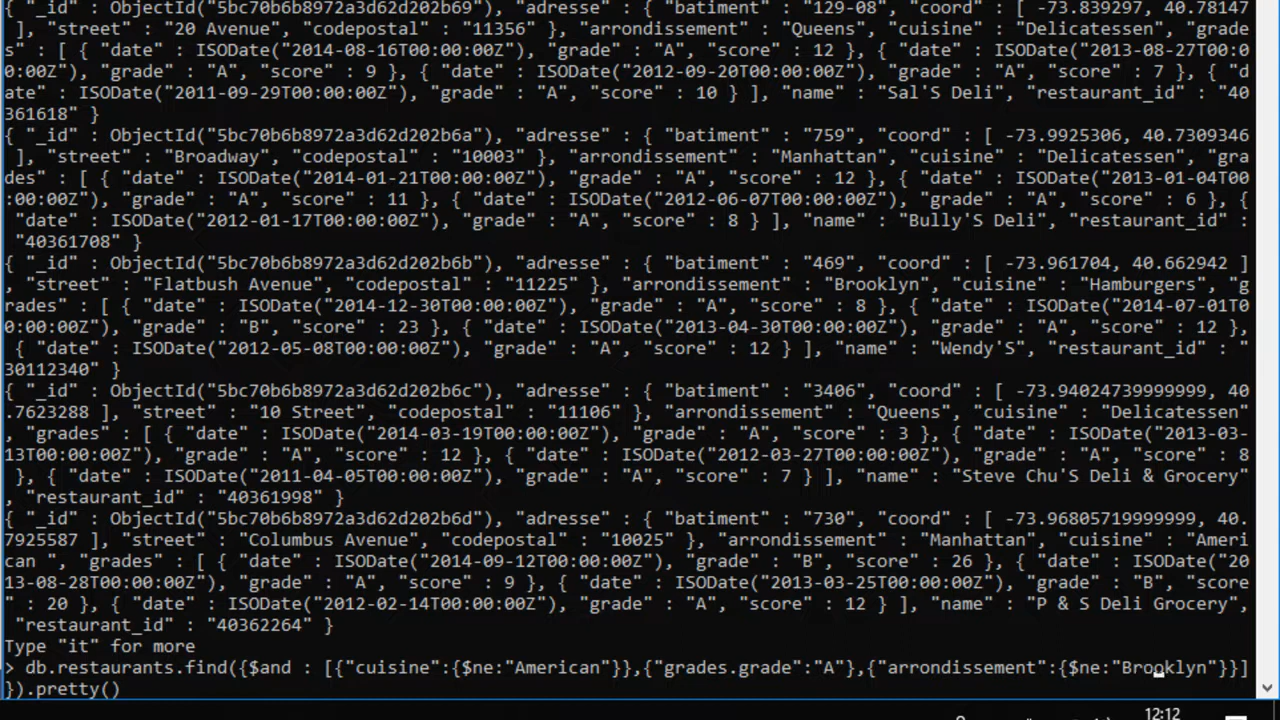 { "_id" : ObjectId("5bc70b6b8972a3d62d202b69"), "adresse" : { "batiment" : "129-08", "coord" : [ -73.839297, 40.78147
 ], "street" : "20 Avenue", "codepostal" : "11356" }, "arrondissement" : "Queens", "cuisine" : "Delicatessen", "grade
s" : [ { "date" : ISODate("2014-08-16T00:00:00Z"), "grade" : "A", "score" : 12 }, { "date" : ISODate("2013-08-27T00:0
0:00Z"), "grade" : "A", "score" : 9 }, { "date" : ISODate("2012-09-20T00:00:00Z"), "grade" : "A", "score" : 7 }, { "d
ate" : ISODate("2011-09-29T00:00:00Z"), "grade" : "A", "score" : 10 } ], "name" : "Sal'S Deli", "restaurant_id" : "40
361618" }
{ "_id" : ObjectId("5bc70b6b8972a3d62d202b6a"), "adresse" : { "batiment" : "759", "coord" : [ -73.9925306, 40.7309346
 ], "street" : "Broadway", "codepostal" : "10003" }, "arrondissement" : "Manhattan", "cuisine" : "Delicatessen", "gra
des" : [ { "date" : ISODate("2014-01-21T00:00:00Z"), "grade" : "A", "score" : 12 }, { "date" : ISODate("2013-01-04T00
:00:00Z"), "grade" : "A", "score" : 11 }, { "date" : ISODate("2012-06-07T00:00:00Z"), "grade" : "A", "score" : 6 }, {
 "date" : ISODate("2012-01-17T00:00:00Z"), "grade" : "A", "score" : 8 } ], "name" : "Bully'S Deli", "restaurant_id" :
 "40361708" }
{ "_id" : ObjectId("5bc70b6b8972a3d62d202b6b"), "adresse" : { "batiment" : "469", "coord" : [ -73.961704, 40.662942 ]
, "street" : "Flatbush Avenue", "codepostal" : "11225" }, "arrondissement" : "Brooklyn", "cuisine" : "Hamburgers", "g
rades" : [ { "date" : ISODate("2014-12-30T00:00:00Z"), "grade" : "A", "score" : 8 }, { "date" : ISODate("2014-07-01T0
0:00:00Z"), "grade" : "B", "score" : 23 }, { "date" : ISODate("2013-04-30T00:00:00Z"), "grade" : "A", "score" : 12 },
 { "date" : ISODate("2012-05-08T00:00:00Z"), "grade" : "A", "score" : 12 } ], "name" : "Wendy'S", "restaurant_id" : "
30112340" }
{ "_id" : ObjectId("5bc70b6b8972a3d62d202b6c"), "adresse" : { "batiment" : "3406", "coord" : [ -73.94024739999999, 40
.7623288 ], "street" : "10 Street", "codepostal" : "11106" }, "arrondissement" : "Queens", "cuisine" : "Delicatessen"
, "grades" : [ { "date" : ISODate("2014-03-19T00:00:00Z"), "grade" : "A", "score" : 3 }, { "date" : ISODate("2013-03-
13T00:00:00Z"), "grade" : "A", "score" : 12 }, { "date" : ISODate("2012-03-27T00:00:00Z"), "grade" : "A", "score" : 8
 }, { "date" : ISODate("2011-04-05T00:00:00Z"), "grade" : "A", "score" : 7 } ], "name" : "Steve Chu'S Deli & Grocery"
, "restaurant_id" : "40361998" }
{ "_id" : ObjectId("5bc70b6b8972a3d62d202b6d"), "adresse" : { "batiment" : "730", "coord" : [ -73.96805719999999, 40.
7925587 ], "street" : "Columbus Avenue", "codepostal" : "10025" }, "arrondissement" : "Manhattan", "cuisine" : "Ameri
can ", "grades" : [ { "date" : ISODate("2014-09-12T00:00:00Z"), "grade" : "B", "score" : 26 }, { "date" : ISODate("20
13-08-28T00:00:00Z"), "grade" : "A", "score" : 9 }, { "date" : ISODate("2013-03-25T00:00:00Z"), "grade" : "B", "score
" : 20 }, { "date" : ISODate("2012-02-14T00:00:00Z"), "grade" : "A", "score" : 12 } ], "name" : "P & S Deli Grocery",
 "restaurant_id" : "40362264" }
Type "it" for more
> db.restaurants.find({$and : [{"cuisine":{$ne:"American"}},{"grades.grade":"A"},{"arrondissement":{$ne:"Brooklyn"}}]
}).pretty()
12:12